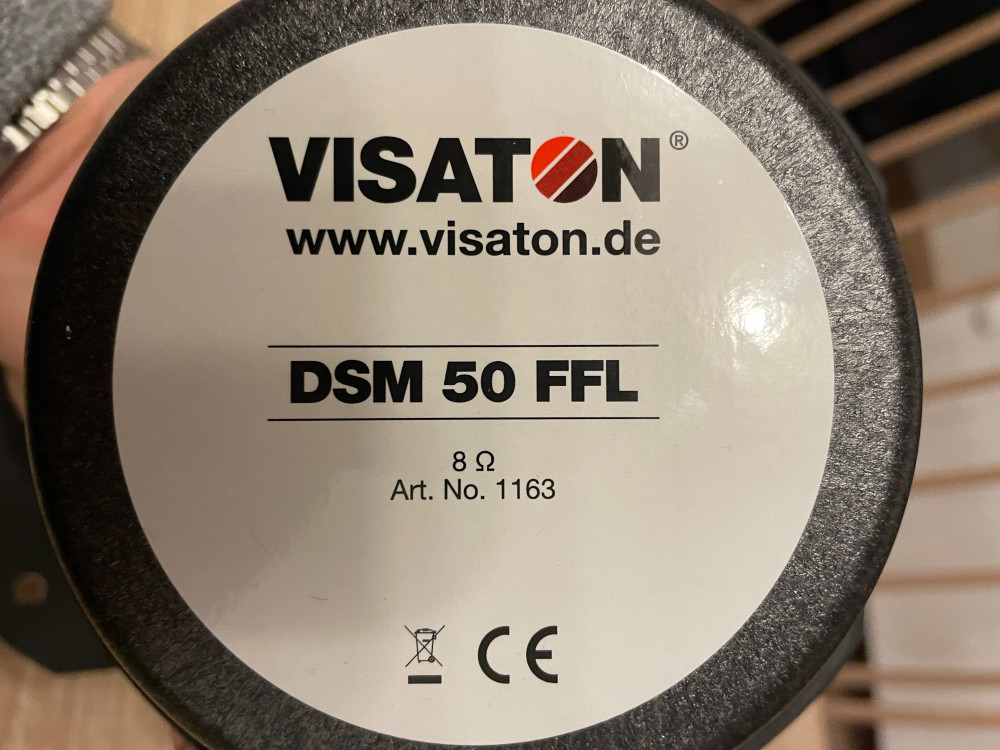 VISATON®
www.visaton.de
DSM 50 FFL
8 Ω
Art. No. 1163
CE